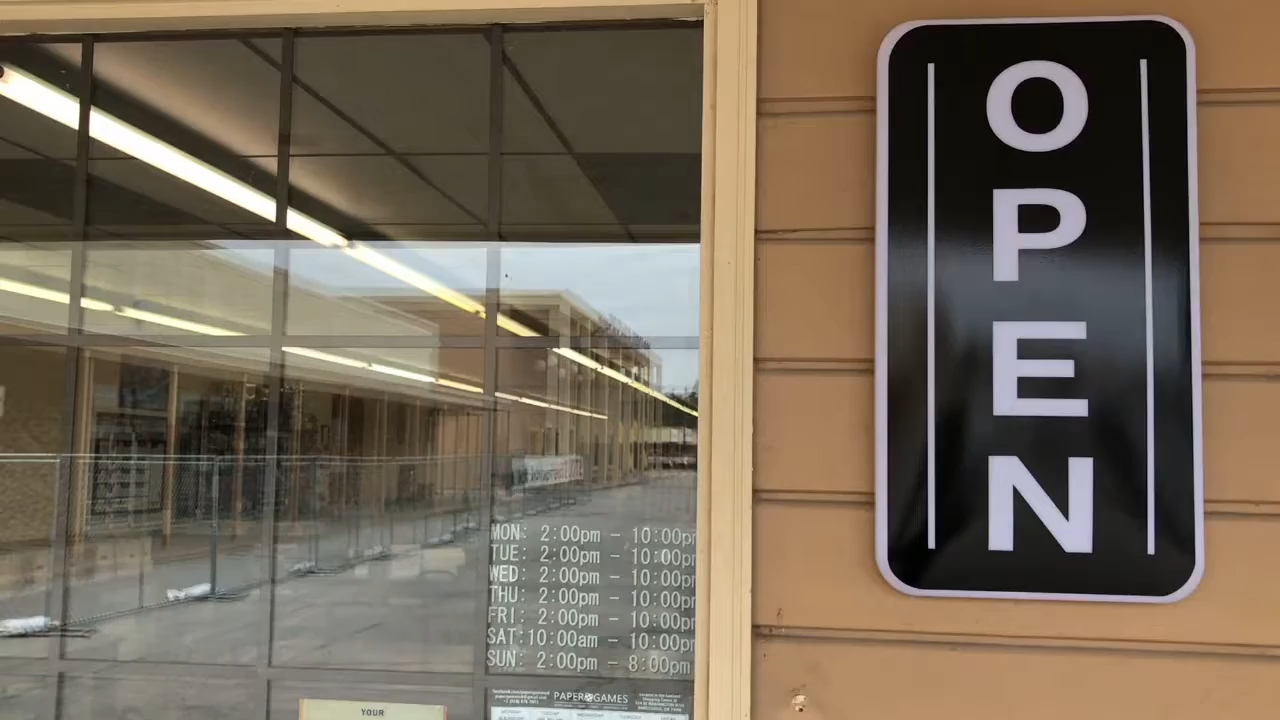 OPEN
MON: 2:00pm - 10:00pm
TUE: 2:00pm - 10:00pm
WED: 2:00pm - 10:00pm
THU: 2:00pm - 10:00pm
FRI: 2:00pm - 10:00pm
SAT:10:00am - 10:00pm
SUN: 2:00pm - 8:00pm
PAPER GAMES
YOUR